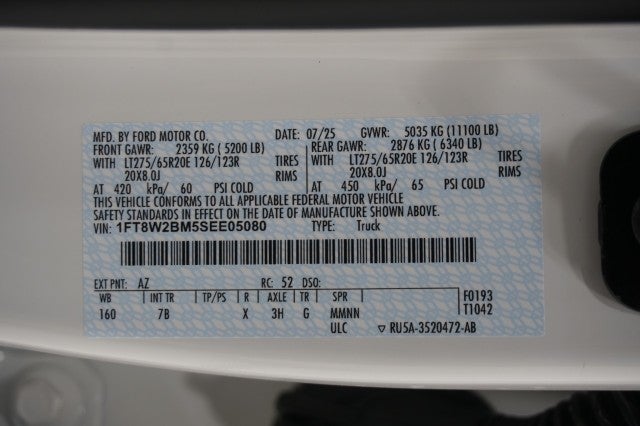 MFD. BY FORD MOTOR CO. DATE: 07/25 GVWR: 5035 KG (11100 LB)
FRONT GAWR: 2359 KG ( 5200 LB) REAR GAWR: 2876 KG ( 6340 LB)
WITH LT275/65R20E 126/123R TIRES WITH LT275/65R20E 126/123R TIRES
20X8.0J RIMS 20X8.0J RIMS
AT 420 kPa/ 60 PSI COLD AT 450 kPa/ 65 PSI COLD
THIS VEHICLE CONFORMS TO ALL APPLICABLE FEDERAL MOTOR VEHICLE
SAFETY STANDARDS IN EFFECT ON THE DATE OF MANUFACTURE SHOWN ABOVE.
VIN: 1FT8W2BM5SEE05080 TYPE: Truck
EXT PNT: AZ RC: 52 DSO:
WB INT TR TP/PS R AXLE TR SPR F0193
160 7B X 3H G MMNN T1042
ULC ▽ RU5A-3520472-AB